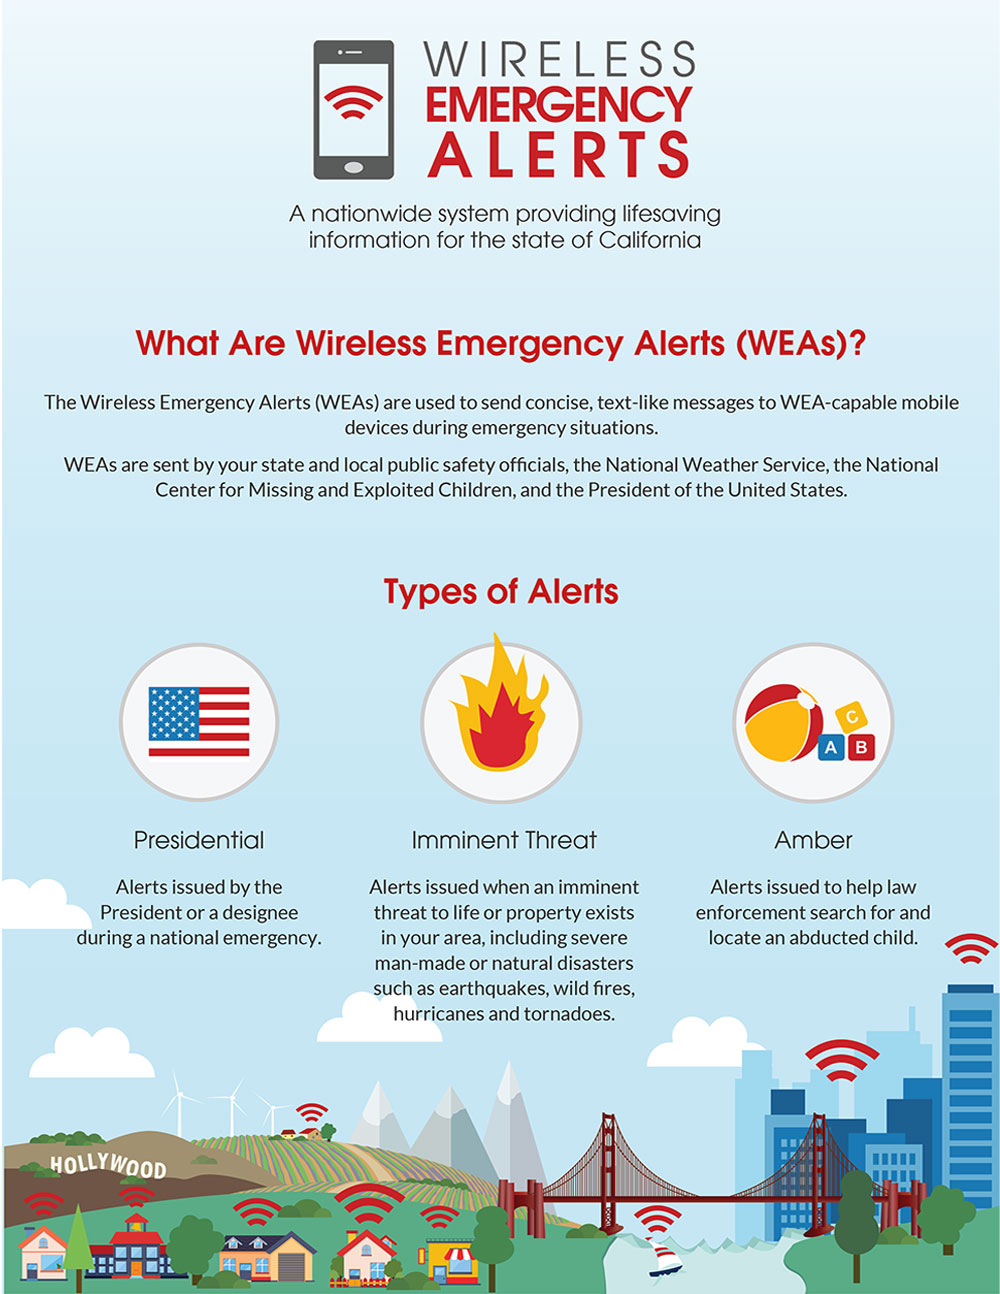 WIRELESS
EMERGENCY
ALERTS
A nationwide system providing lifesaving
information for the state of California
What Are Wireless Emergency Alerts (WEAs)?
The Wireless Emergency Alerts (WEAs) are used to send concise, text-like messages to WEA-capable mobile
devices during emergency situations.
WEAs are sent by your state and local public safety officials, the National Weather Service, the National
Center for Missing and Exploited Children, and the President of the United States.
Types of Alerts
C
A B
Presidential
Alerts issued by the
President or a designee
during a national emergency.
Imminent Threat
Alerts issued when an imminent
threat to life or property exists
in your area, including severe
man-made or natural disasters
such as earthquakes, wild fires,
hurricanes and tornadoes.
Amber
Alerts issued to help law
enforcement search for and
locate an abducted child.
HOLLYWOOD